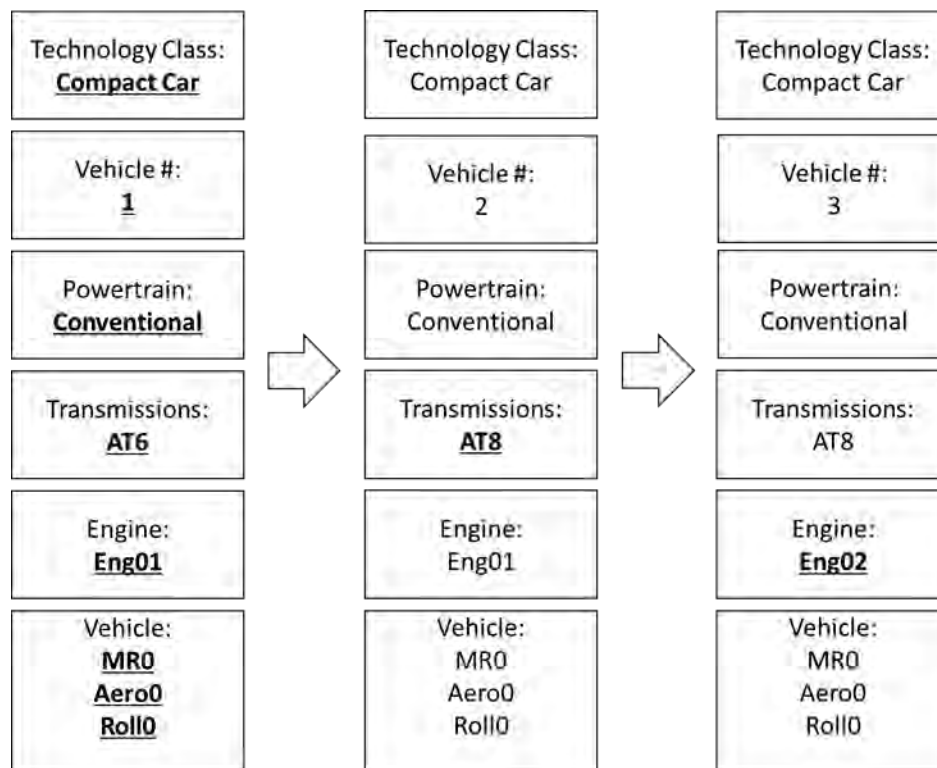 Technology Class:
Compact Car
Vehicle #:
1
Powertrain:
Conventional
Transmissions:
AT6
Engine:
Eng01
Vehicle:
MR0
Aero0
Roll0
Technology Class:
Compact Car
Vehicle #:
2
Powertrain:
Conventional
Transmissions:
AT8
Engine:
Eng01
Vehicle:
MR0
Aero0
Roll0
Technology Class:
Compact Car
Vehicle #:
3
Powertrain:
Conventional
Transmissions:
AT8
Engine:
Eng02
Vehicle:
MR0
Aero0
Roll0